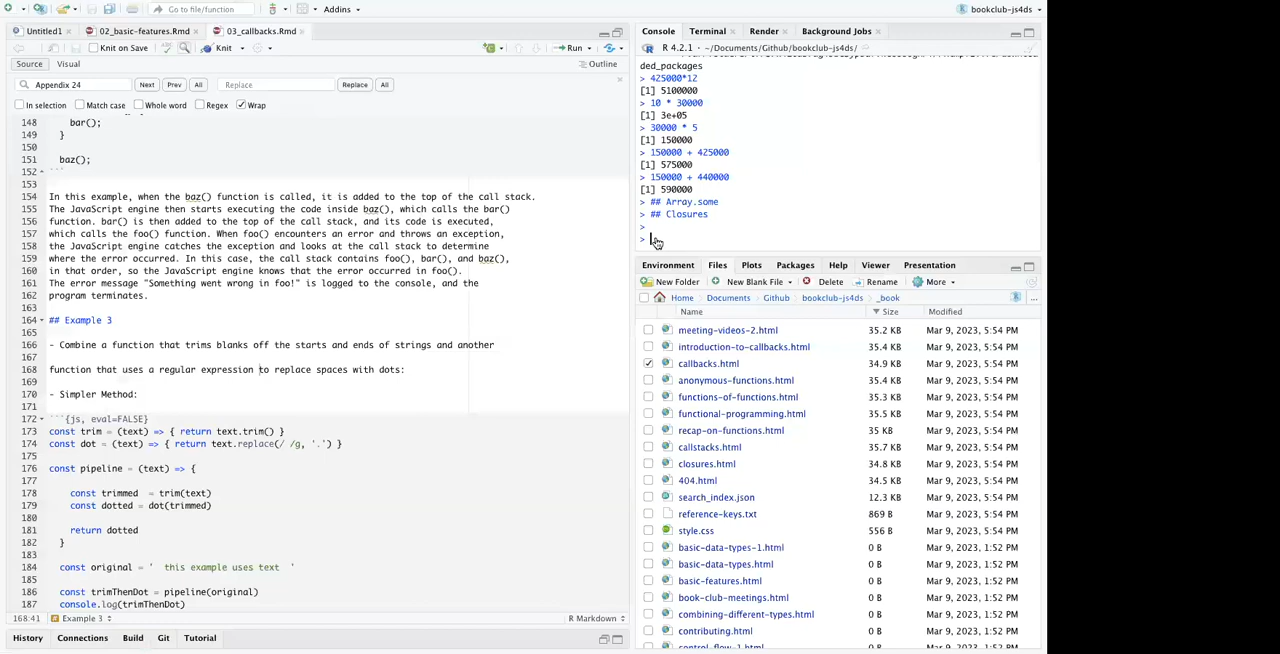 Go to file/function
Addins
bookclub-js4ds
Untitled1
02_basic-features.Rmd
03_callbacks.Rmd
Knit on Save
Knit
Run
Source
Visual
Outline
Appendix 24
Next
Prev
All
Replace
Replace
All
In selection
Match case
Whole word
Regex
Wrap
148 bar();
149 }
150
151 baz();
152 ```
153
154 In this example, when the baz() function is called, it is added to the top of the call stack.
155 The JavaScript engine then starts executing the code inside baz(), which calls the bar()
156 function. bar() is then added to the top of the call stack, and its code is executed,
157 which calls the foo() function. When foo() encounters an error and throws an exception,
158 the JavaScript engine catches the exception and looks at the call stack to determine
159 where the error occurred. In this case, the call stack contains foo(), bar(), and baz(),
160 in that order, so the JavaScript engine knows that the error occurred in foo().
161 The error message "Something went wrong in foo!" is logged to the console, and the
162 program terminates.
163
164 ## Example 3
165
166 - Combine a function that trims blanks off the starts and ends of strings and another
167
168 function that uses a regular expression to replace spaces with dots:
169
170 - Simpler Method:
171
172 ```{js, eval=FALSE}
173 const trim = (text) => { return text.trim() }
174 const dot = (text) => { return text.replace(/ /g, '.') }
175
176 const pipeline = (text) => {
177
178 const trimmed = trim(text)
179 const dotted = dot(trimmed)
180
181 return dotted
182 }
183
184 const original = '  this example uses text  '
185
186 const trimThenDot = pipeline(original)
187 console.log(trimThenDot)
168:41
Example 3
R Markdown
History
Connections
Build
Git
Tutorial
Console
Terminal
Render
Background Jobs
R 4.2.1 · ~/Documents/Github/bookclub-js4ds/
ded_packages
> 425000*12
[1] 5100000
> 10 * 30000
[1] 3e+05
> 30000 * 5
[1] 150000
> 150000 + 425000
[1] 575000
> 150000 + 440000
[1] 590000
> ## Array.some
> ## Closures
>
>
Environment
Files
Plots
Packages
Help
Viewer
Presentation
New Folder
New Blank File
Delete
Rename
More
Home
Documents
Github
bookclub-js4ds
_book
...
Name
Size
Modified
meeting-videos-2.html 35.2 KB Mar 9, 2023, 5:54 PM
introduction-to-callbacks.html 35.4 KB Mar 9, 2023, 5:54 PM
callbacks.html 34.9 KB Mar 9, 2023, 5:54 PM
anonymous-functions.html 35.4 KB Mar 9, 2023, 5:54 PM
functions-of-functions.html 35.3 KB Mar 9, 2023, 5:54 PM
functional-programming.html 35.5 KB Mar 9, 2023, 5:54 PM
recap-on-functions.html 35 KB Mar 9, 2023, 5:54 PM
callstacks.html 34.9 KB Mar 9, 2023, 5:54 PM
closures.html 34.8 KB Mar 9, 2023, 5:54 PM
404.html 34.5 KB Mar 9, 2023, 5:54 PM
search_index.json 12.3 KB Mar 9, 2023, 5:54 PM
reference-keys.txt 869 B Mar 9, 2023, 5:54 PM
style.css 556 B Mar 9, 2023, 5:54 PM
basic-data-types-1.html 0 B Mar 9, 2023, 1:52 PM
basic-data-types.html 0 B Mar 9, 2023, 1:52 PM
basic-features.html 0 B Mar 9, 2023, 1:52 PM
book-club-meetings.html 0 B Mar 9, 2023, 1:52 PM
combining-different-types.html 0 B Mar 9, 2023, 1:52 PM
contributing.html 0 B Mar 9, 2023, 1:52 PM
control-flow-1.html 0 B Mar 9, 2023, 1:52 PM